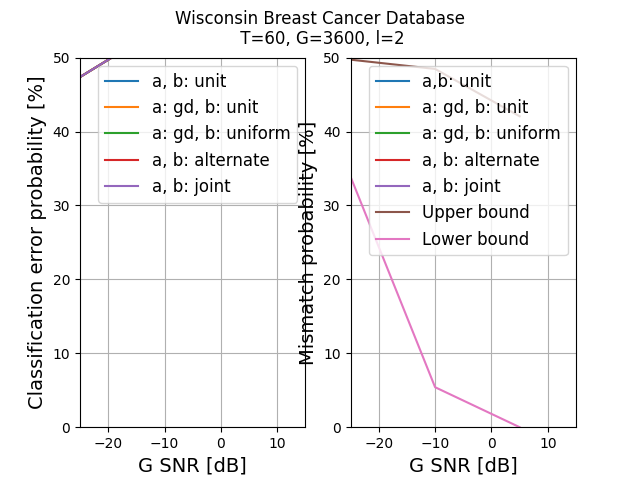 Wisconsin Breast Cancer Database
T=60, G=3600, l=2
Classification error probability [%]
50
40
30
20
10
0
a, b: unit
a: gd, b: unit
a: gd, b: uniform
a, b: alternate
a, b: joint
−20
−10
0
10
G SNR [dB]
Mismatch probability [%]
50
40
30
20
10
0
a,b: unit
a: gd, b: unit
a: gd, b: uniform
a, b: alternate
a, b: joint
Upper bound
Lower bound
−20
−10
0
10
G SNR [dB]